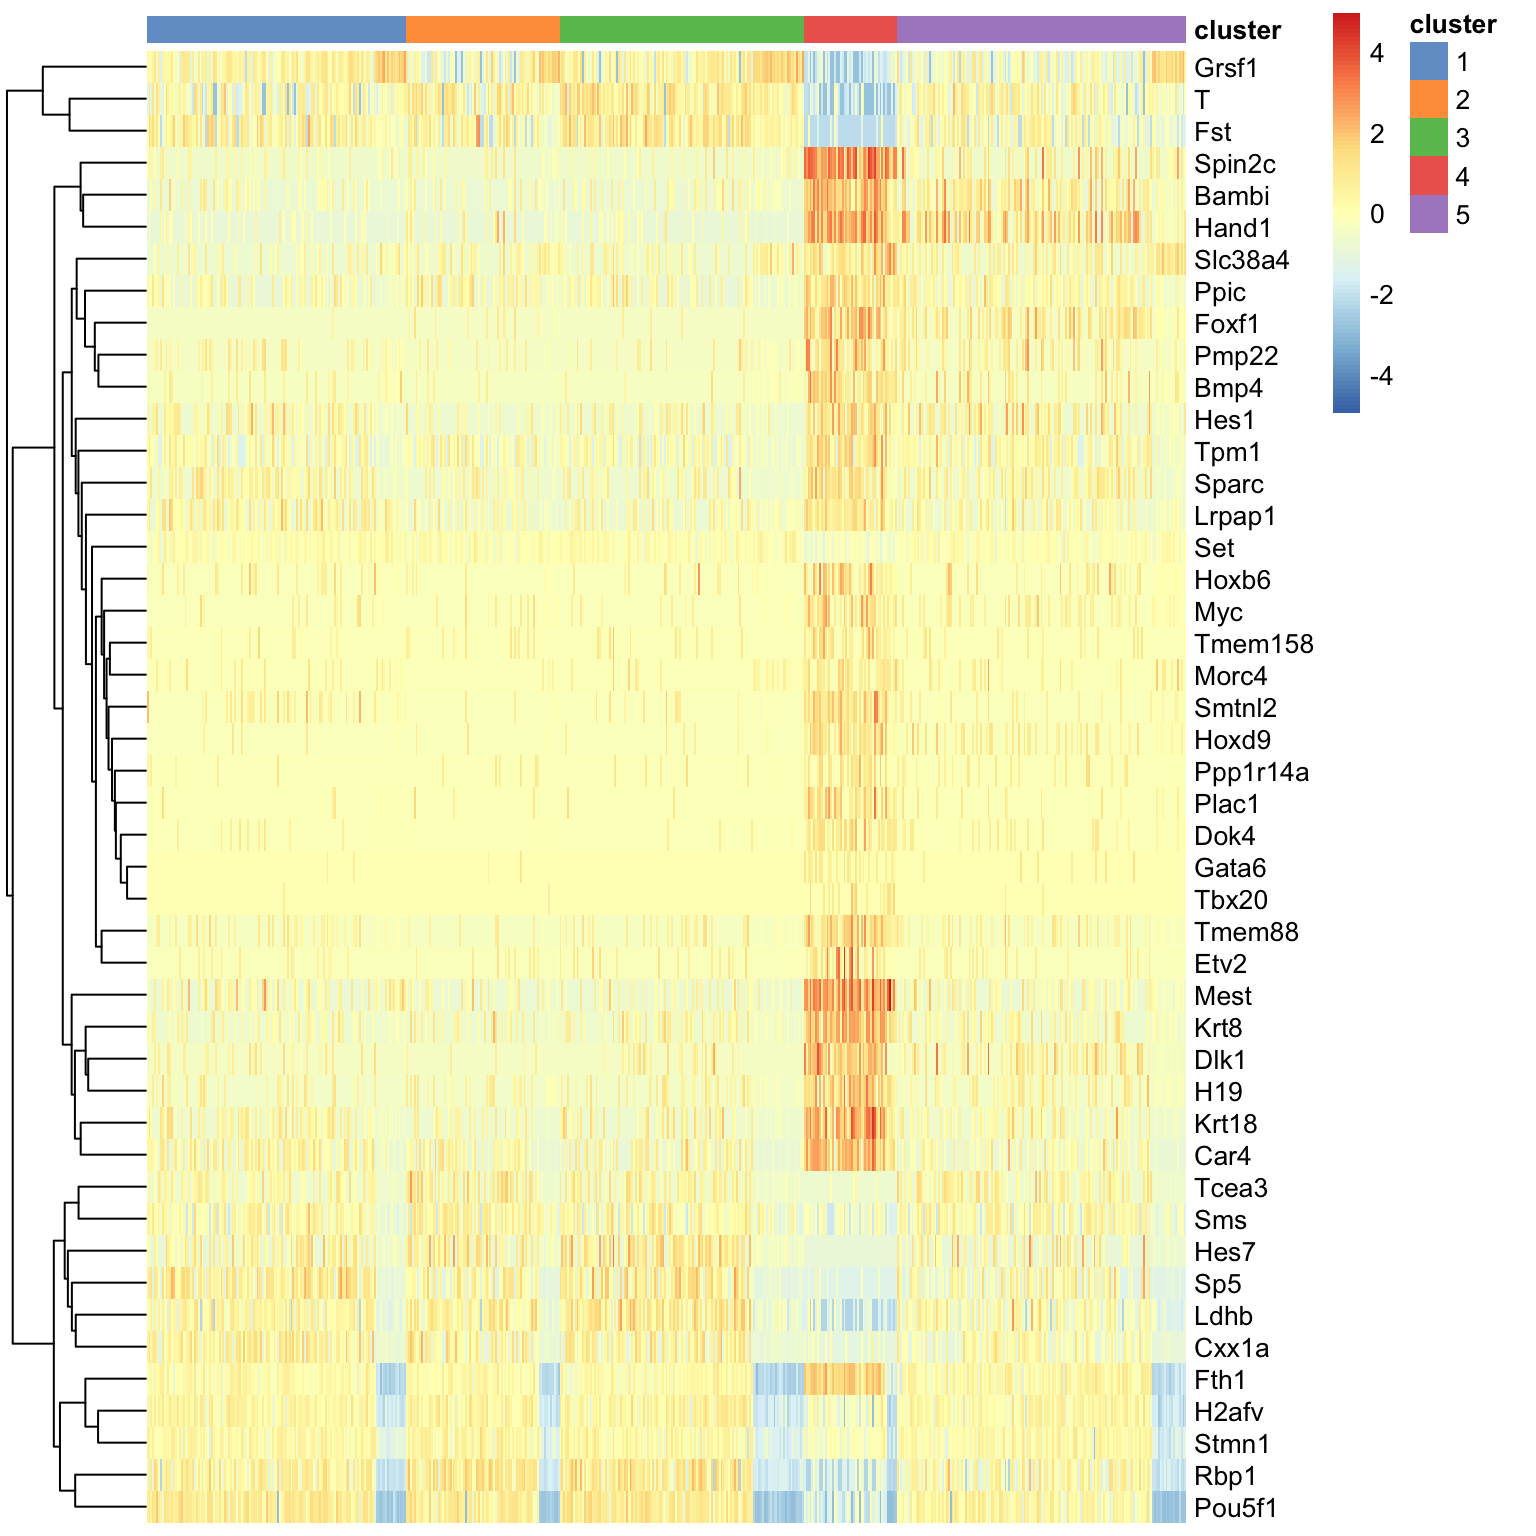 cluster
Grsf1
T
Fst
Spin2c
Bambi
Hand1
Slc38a4
Ppic
Foxf1
Pmp22
Bmp4
Hes1
Tpm1
Sparc
Lrpap1
Set
Hoxb6
Myc
Tmem158
Morc4
Smtnl2
Hoxd9
Ppp1r14a
Plac1
Dok4
Gata6
Tbx20
Tmem88
Etv2
Mest
Krt8
Dlk1
H19
Krt18
Car4
Tcea3
Sms
Hes7
Sp5
Ldhb
Cxx1a
Fth1
H2afv
Stmn1
Rbp1
Pou5f1
4
2
0
-2
-4
cluster
1
2
3
4
5